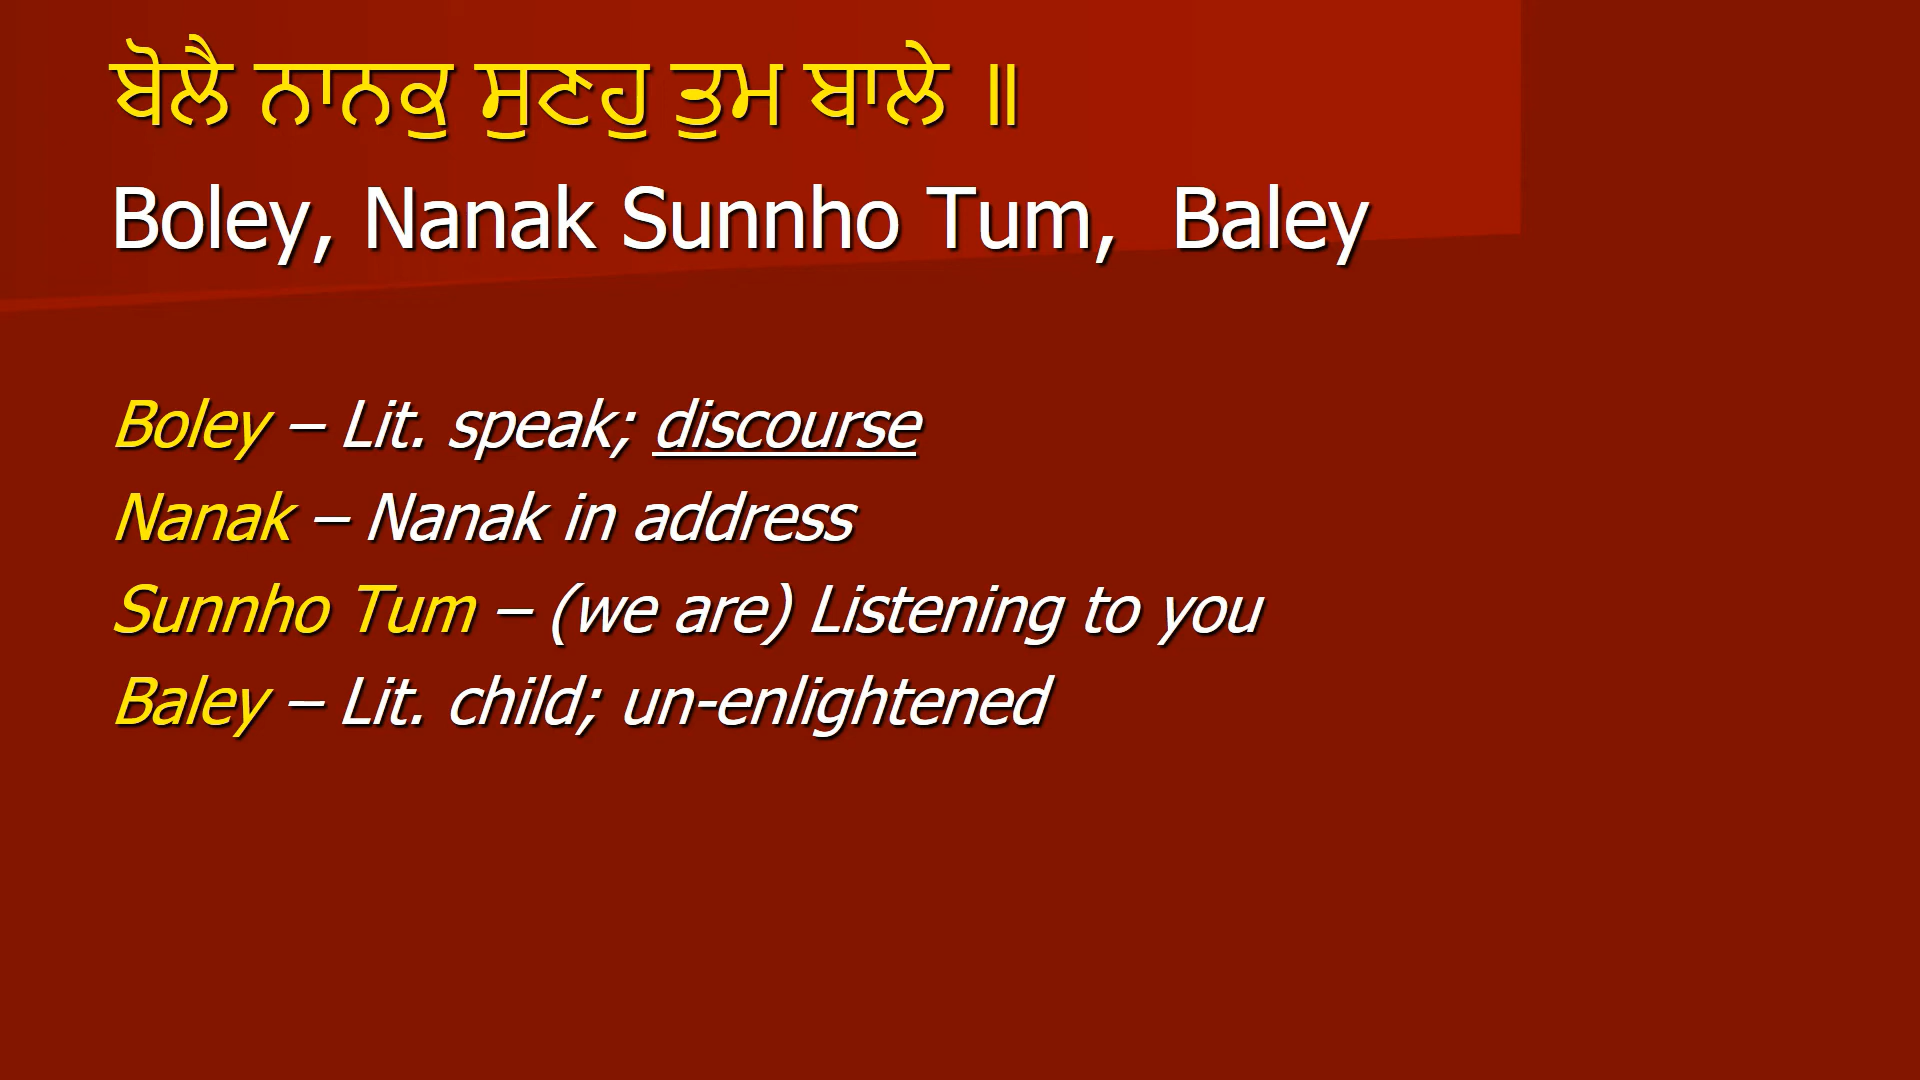 ਬੋਲੈ ਨਾਨਕੁ ਸੁਣਹੁ ਤੁਮ ਬਾਲੇ ॥
Boley, Nanak Sunnho Tum, Baley
Boley – Lit. speak; discourse
Nanak – Nanak in address
Sunnho Tum – (we are) Listening to you
Baley – Lit. child; un-enlightened